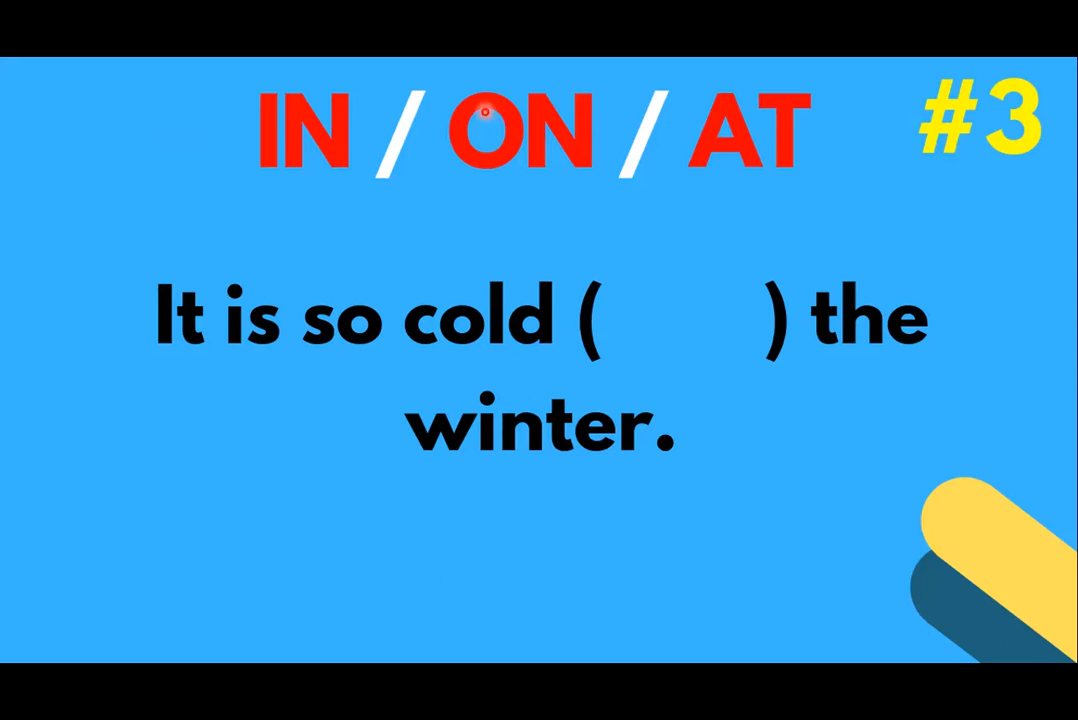 IN / ON / AT #3
It is so cold ( ) the
winter.